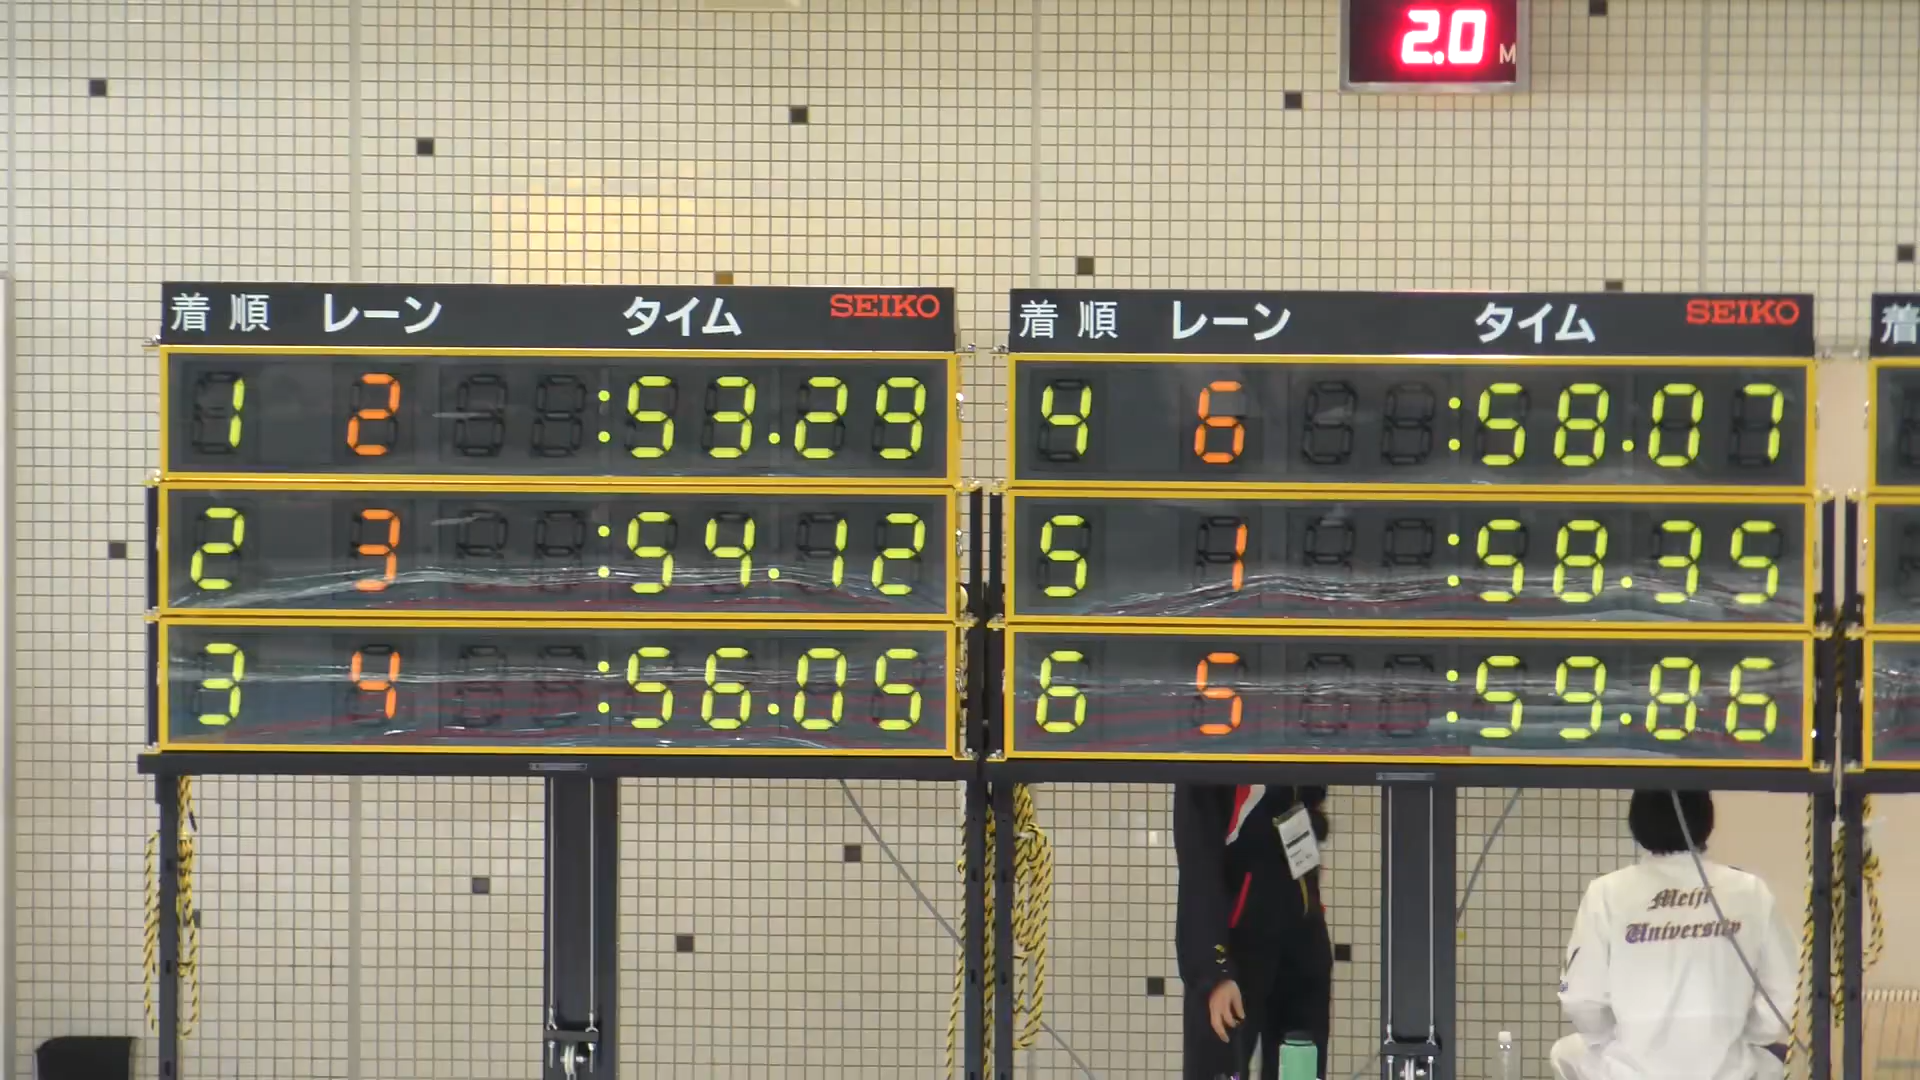 2.0 M
着順 レーン タイム SEIKO
1 2 :53.29
2 3 :54.12
3 4 :56.05
着順 レーン タイム SEIKO
4 6 :58.07
5 1 :58.35
6 5 :59.86
着
Meiji
University